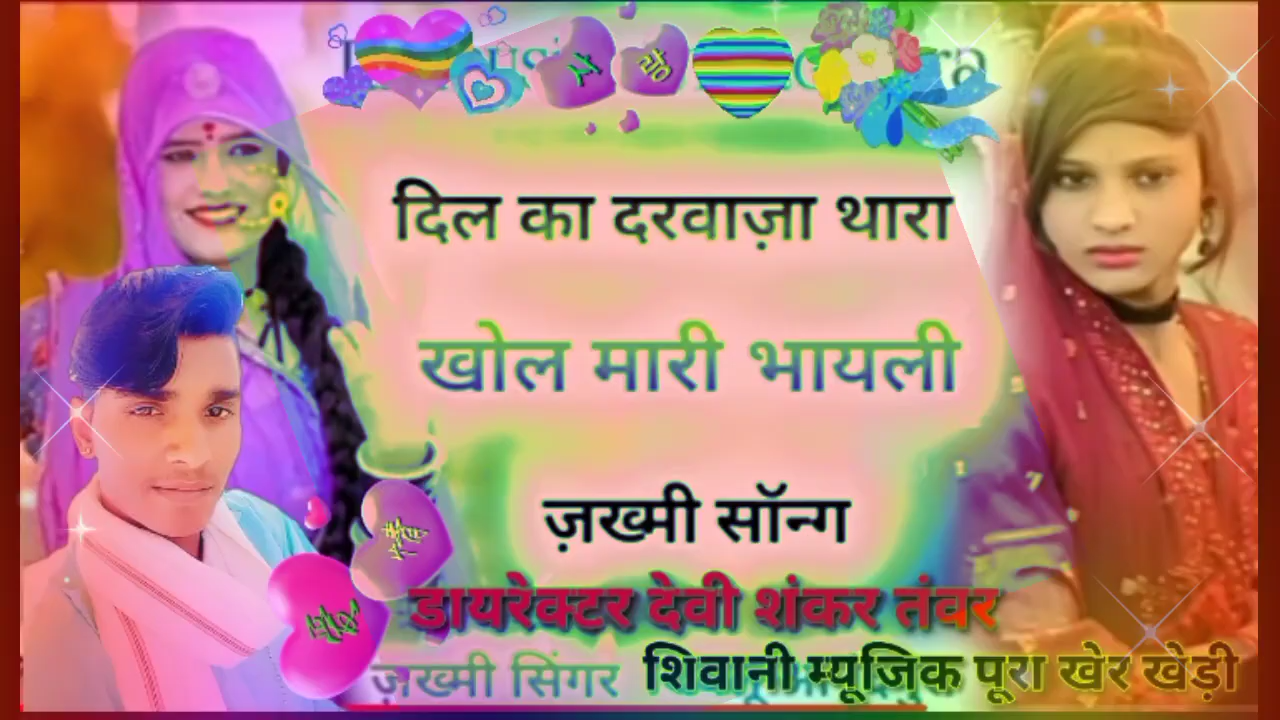 दिल का दरवाज़ा थारा
खोल मारी भायली
ज़ख्मी सॉन्ग
डायरेक्टर देवी शंकर तंवर
ज़ख्मी सिंगर
शिवानी म्यूजिक पूरा खेर खेड़ी